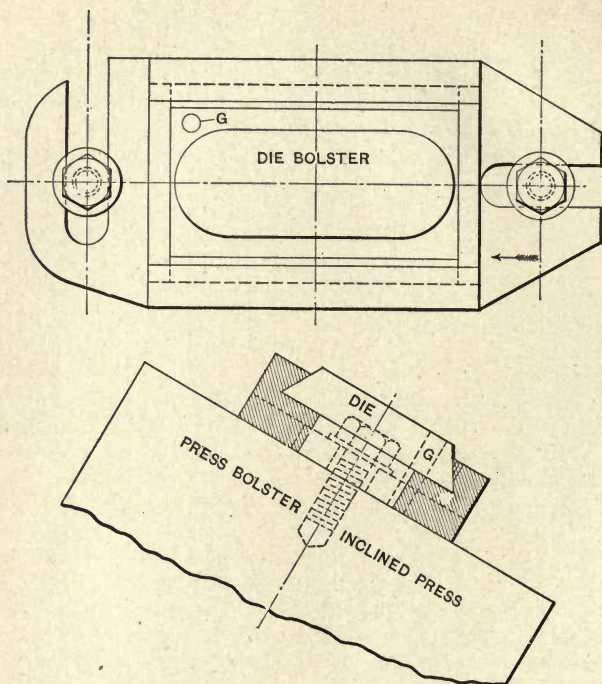 G
DIE BOLSTER
DIE
G
PRESS BOLSTER
INCLINED PRESS